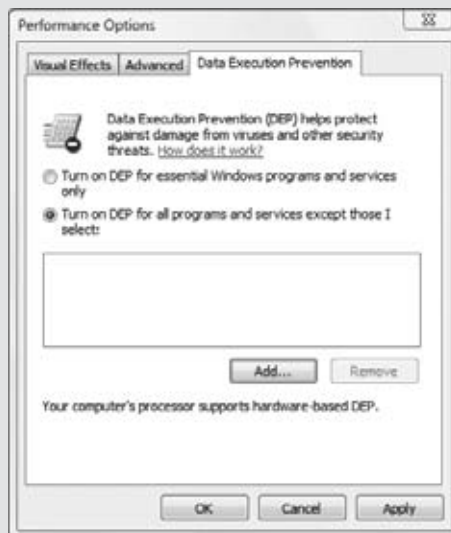 Performance Options
Visual Effects Advanced Data Execution Prevention
Data Execution Prevention (DEP) helps protect
against damage from viruses and other security
threats. How does it work?
Turn on DEP for essential Windows programs and services
only
Turn on DEP for all programs and services except those I
select:
Add... Remove
Your computer's processor supports hardware-based DEP.
OK Cancel Apply